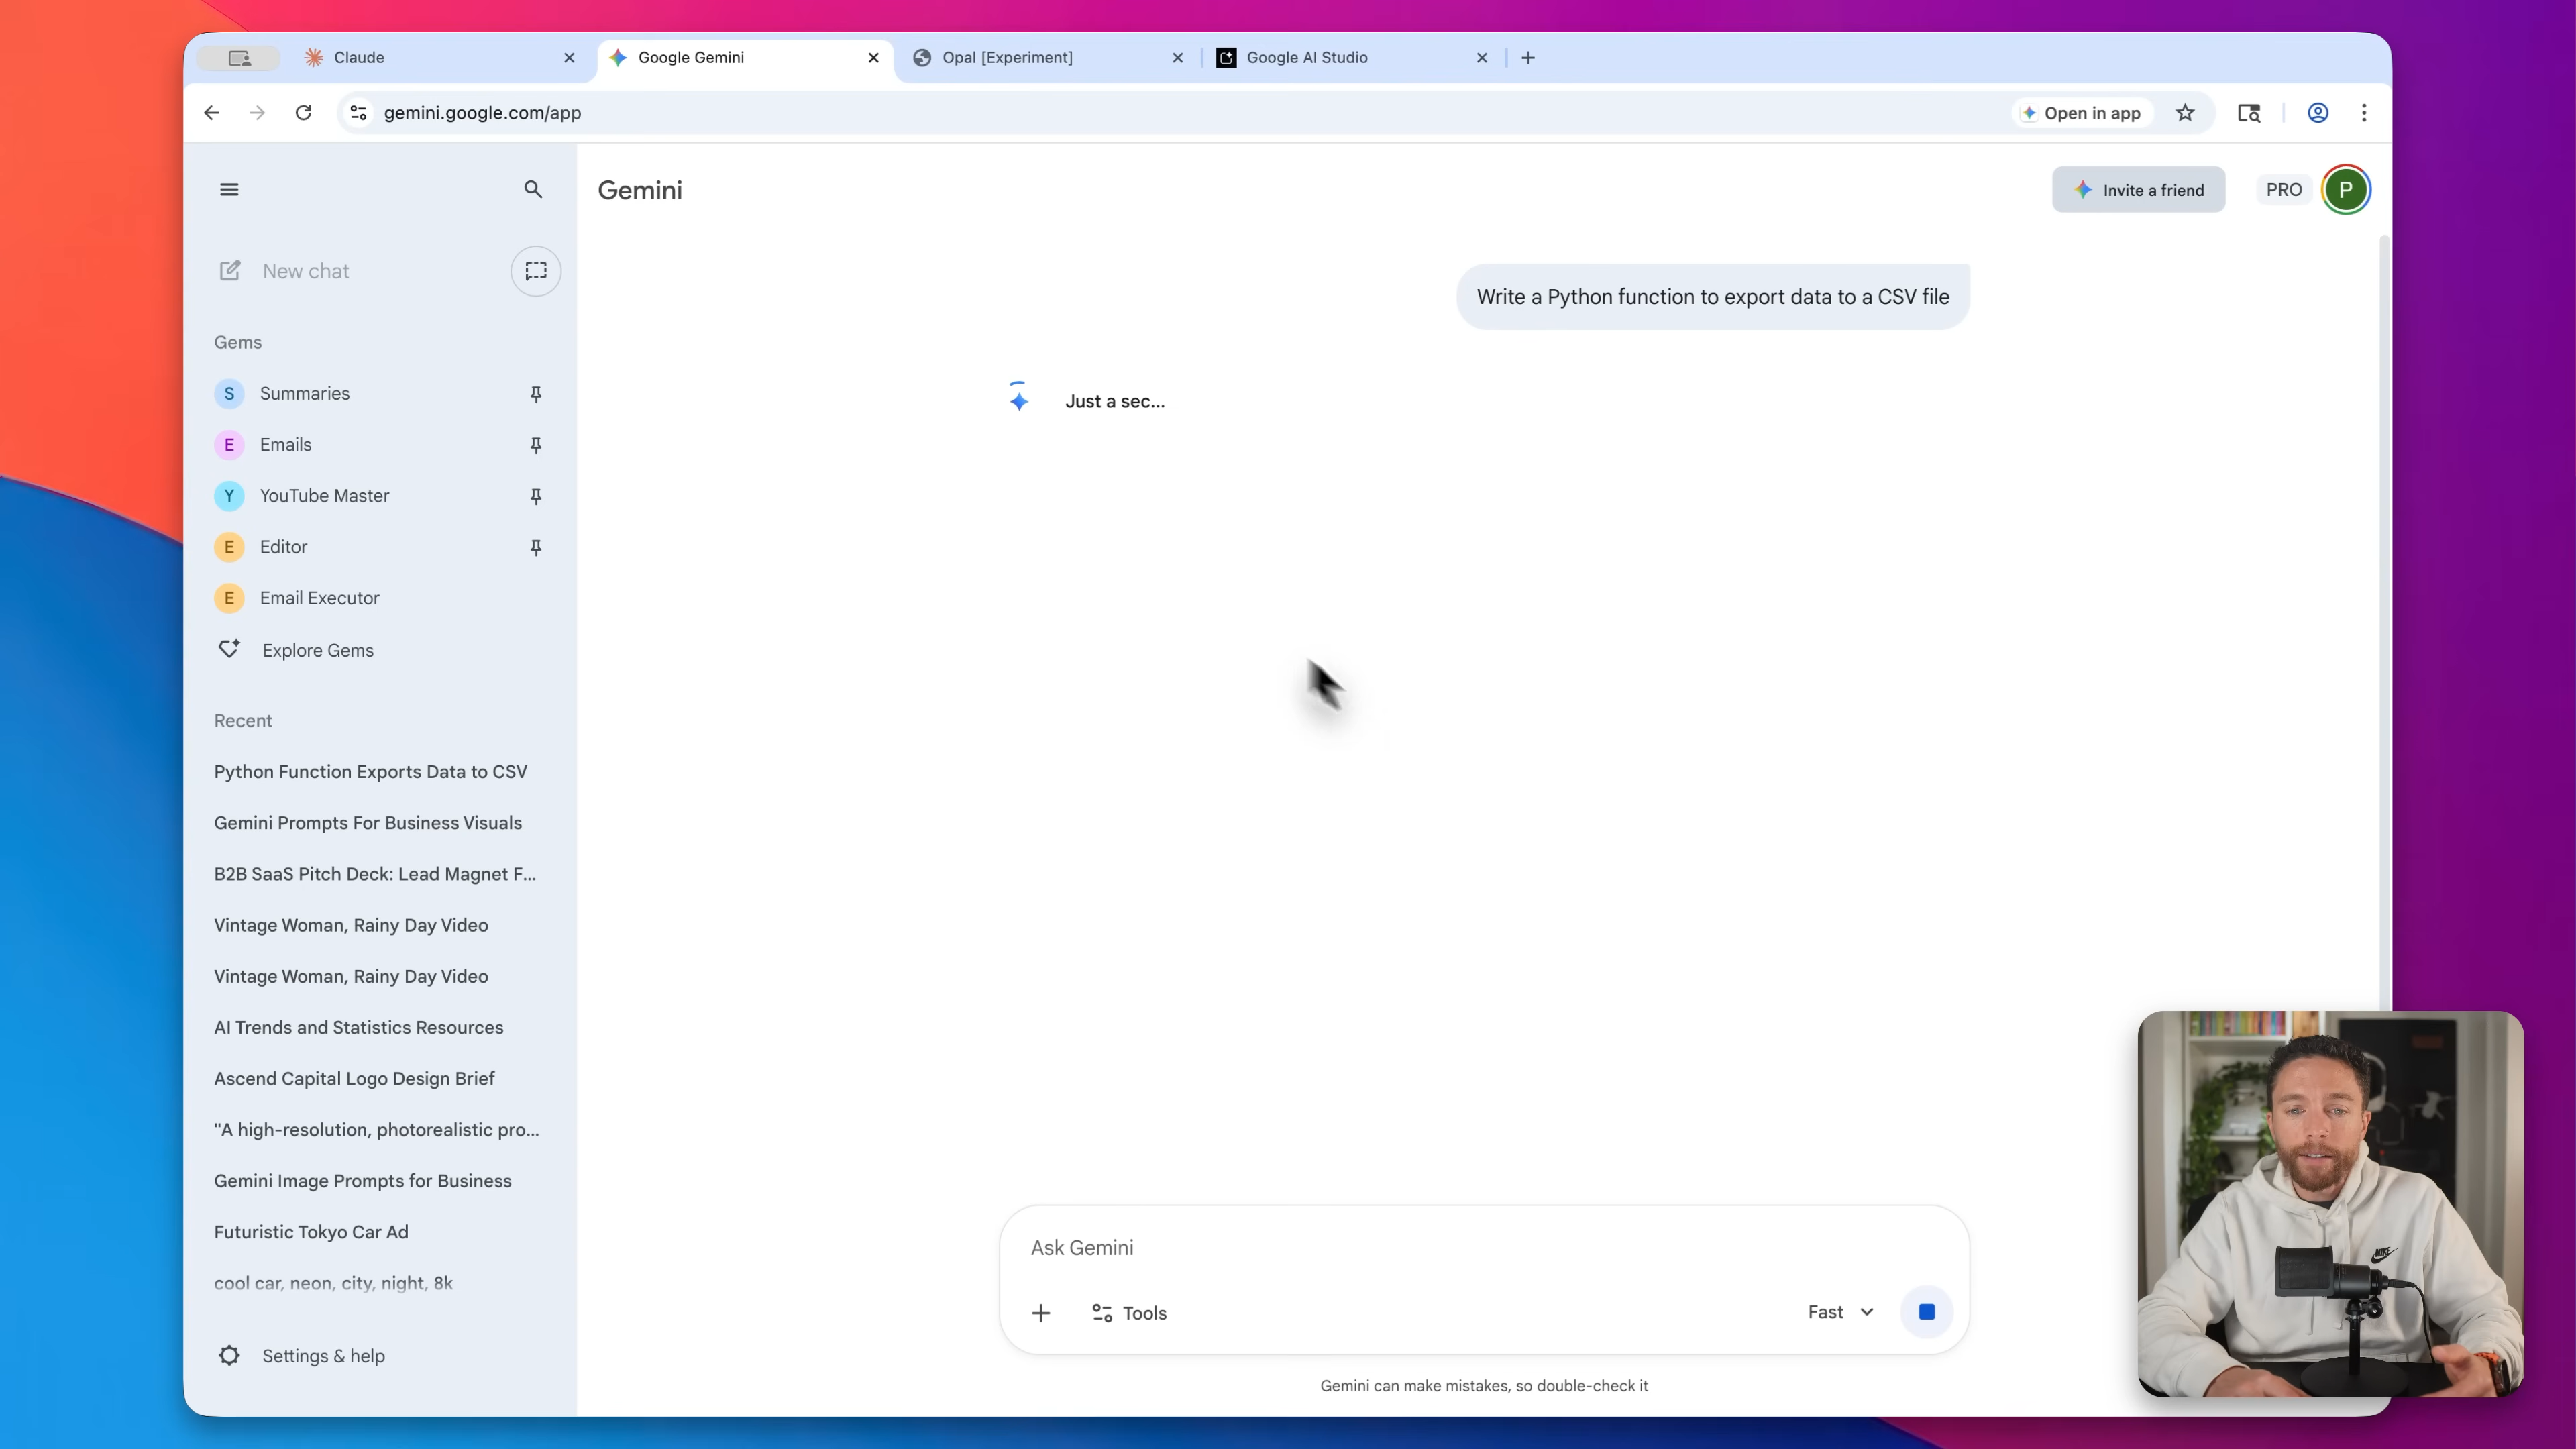 Claude
Google Gemini
Opal [Experiment]
Google AI Studio
gemini.google.com/app
Open in app
Gemini
Invite a friend
PRO
P
New chat
Write a Python function to export data to a CSV file
Gems
S Summaries
Just a sec...
E Emails
Y YouTube Master
E Editor
E Email Executor
Explore Gems
Recent
Python Function Exports Data to CSV
Gemini Prompts For Business Visuals
B2B SaaS Pitch Deck: Lead Magnet F...
Vintage Woman, Rainy Day Video
Vintage Woman, Rainy Day Video
AI Trends and Statistics Resources
Ascend Capital Logo Design Brief
"A high-resolution, photorealistic pro...
Gemini Image Prompts for Business
Futuristic Tokyo Car Ad
cool car, neon, city, night, 8k
Settings & help
Ask Gemini
Tools
Fast
Gemini can make mistakes, so double-check it
NIKE